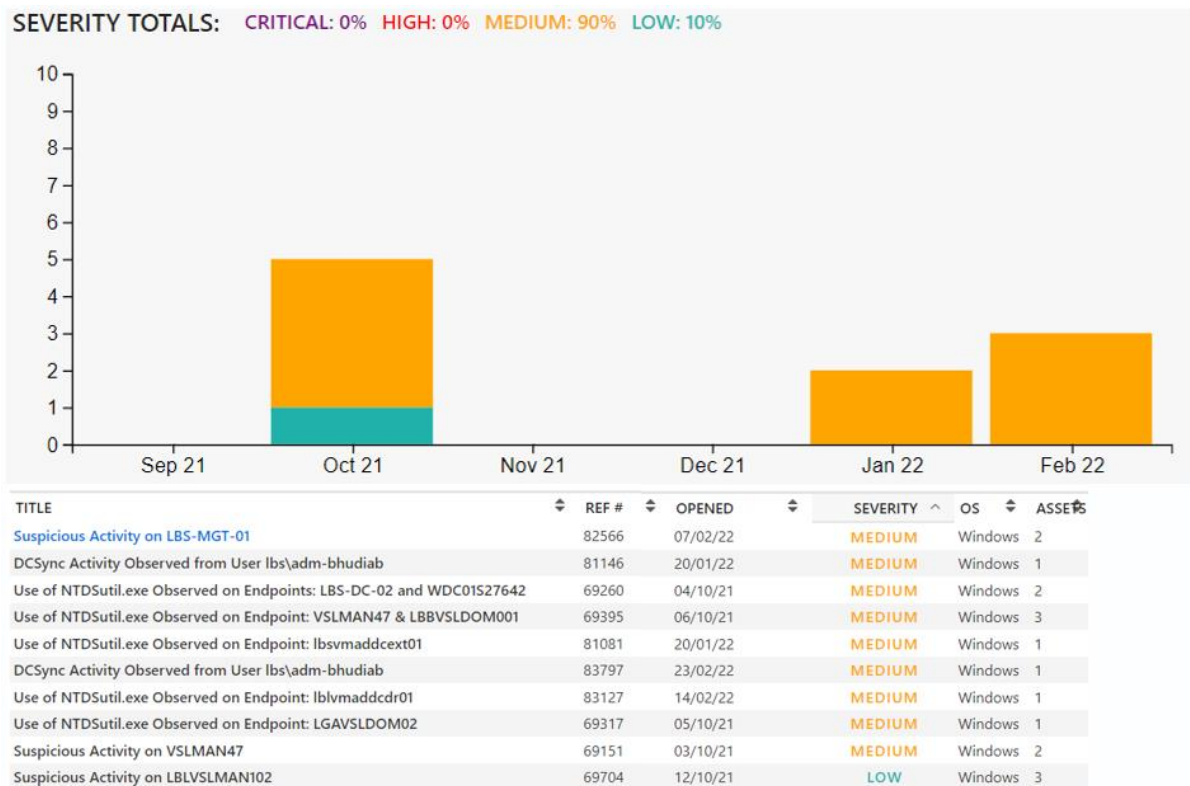 SEVERITY TOTALS: CRITICAL: 0% HIGH: 0% MEDIUM: 90% LOW: 10%
10
9
8
7
6
5
4
3
2
1
0
Sep 21 Oct 21 Nov 21 Dec 21 Jan 22 Feb 22
TITLE REF # OPENED SEVERITY OS ASSETS
Suspicious Activity on LBS-MGT-01 82566 07/02/22 MEDIUM Windows 2
DCSync Activity Observed from User lbs\adm-bhudiab 81146 20/01/22 MEDIUM Windows 1
Use of NTDSutil.exe Observed on Endpoints: LBS-DC-02 and WDC01S27642 69260 04/10/21 MEDIUM Windows 2
Use of NTDSutil.exe Observed on Endpoint: VSLMAN47 & LBBVSLDOM001 69395 06/10/21 MEDIUM Windows 3
Use of NTDSutil.exe Observed on Endpoint: lbsvmaddcext01 81081 20/01/22 MEDIUM Windows 1
DCSync Activity Observed from User lbs\adm-bhudiab 83797 23/02/22 MEDIUM Windows 1
Use of NTDSutil.exe Observed on Endpoint: lblvmaddcdr01 83127 14/02/22 MEDIUM Windows 1
Use of NTDSutil.exe Observed on Endpoint: LGAVSLDOM02 69317 05/10/21 MEDIUM Windows 1
Suspicious Activity on VSLMAN47 69151 03/10/21 MEDIUM Windows 2
Suspicious Activity on LBLVSLMAN102 69704 12/10/21 LOW Windows 3